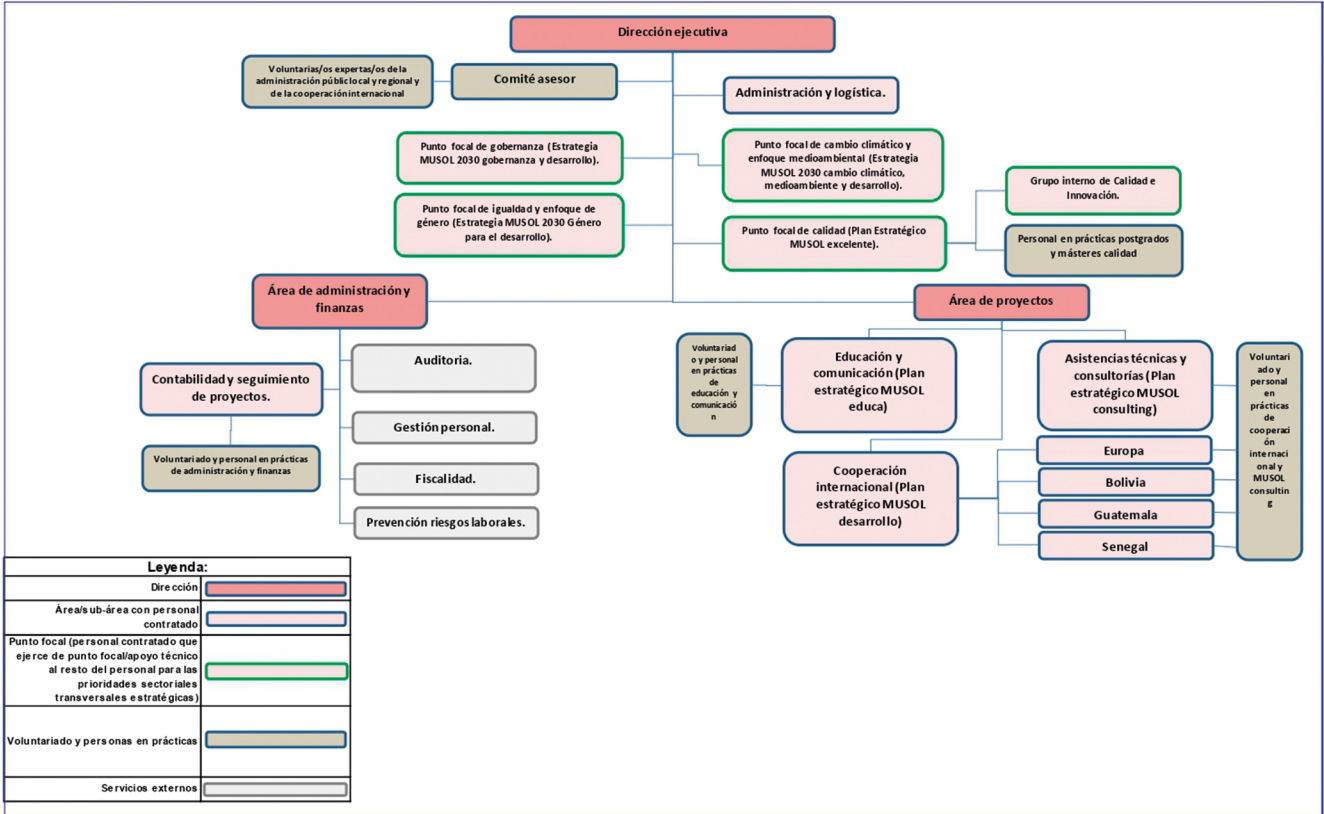 Dirección ejecutiva
Voluntarias/os expertas/os de la
administración públic local y regional y
de la cooperación internacional
Comité asesor
Administración y logística.
Punto focal de gobernanza (Estrategia
MUSOL 2030 gobernanza y desarrollo).
Punto focal de cambio climático y
enfoque medioambiental (Estrategia
MUSOL 2030 cambio climático,
medioambiente y desarrollo).
Punto focal de igualdad y enfoque de
género (Estrategia MUSOL 2030 Género
para el desarrollo).
Punto focal de calidad (Plan Estratégico
MUSOL excelente).
Grupo interno de Calidad e
Innovación.
Personal en prácticas postgrados
y másteres calidad
Área de administración y
finanzas
Área de proyectos
Auditoria.
Contabilidad y seguimiento
de proyectos.
Gestión personal.
Voluntariado y personal en prácticas
de administración y finanzas
Fiscalidad.
Prevención riesgos laborales.
Voluntariad
o y personal
en prácticas
de
educación y
comunicació
n
Educación y
comunicación (Plan
estratégico MUSOL
educa)
Asistencias técnicas y
consultorías (Plan
estratégico MUSOL
consulting)
Voluntari
ado y
personal
en
prácticas
de
cooperaci
ón
internaci
onal y
MUSOL
consultin
g
Cooperación
internacional (Plan
estratégico MUSOL
desarrollo)
Europa
Bolivia
Guatemala
Senegal
Leyenda:
Dirección
Área/sub-área con personal
contratado
Punto focal (personal contratado que
ejerce de punto focal/apoyo técnico
al resto del personal para las
prioridades sectoriales
transversales estratégicas)
Voluntariado y personas en prácticas
Servicios externos